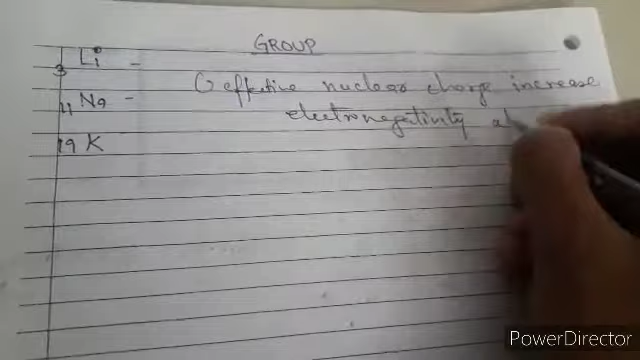 GROUP
3 Li -
effective nuclear charge increase
11 Na -
electronegativity
19 K
PowerDirector